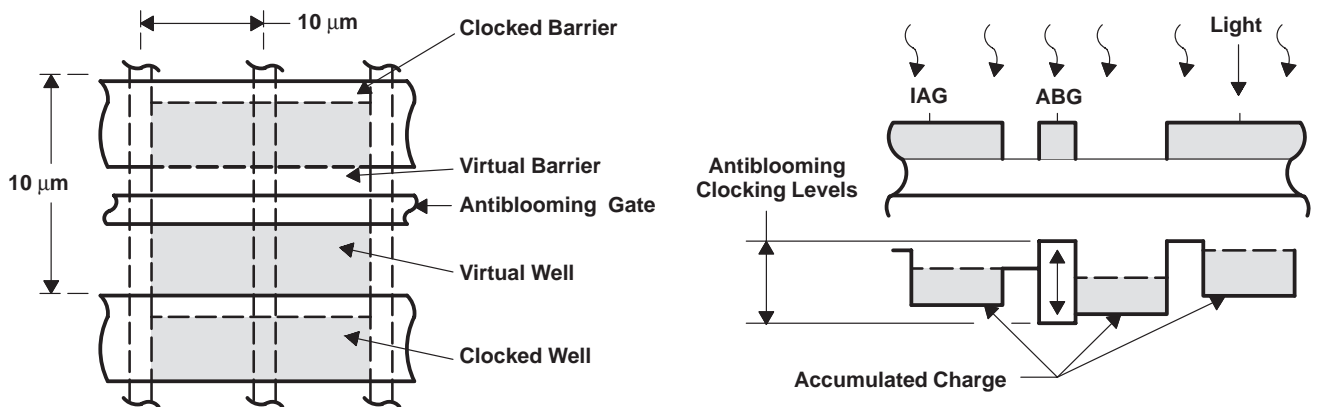 10 μm
Clocked Barrier
10 μm
Virtual Barrier
Antiblooming Gate
Virtual Well
Clocked Well
Light
IAG
ABG
Antiblooming
Clocking Levels
Accumulated Charge